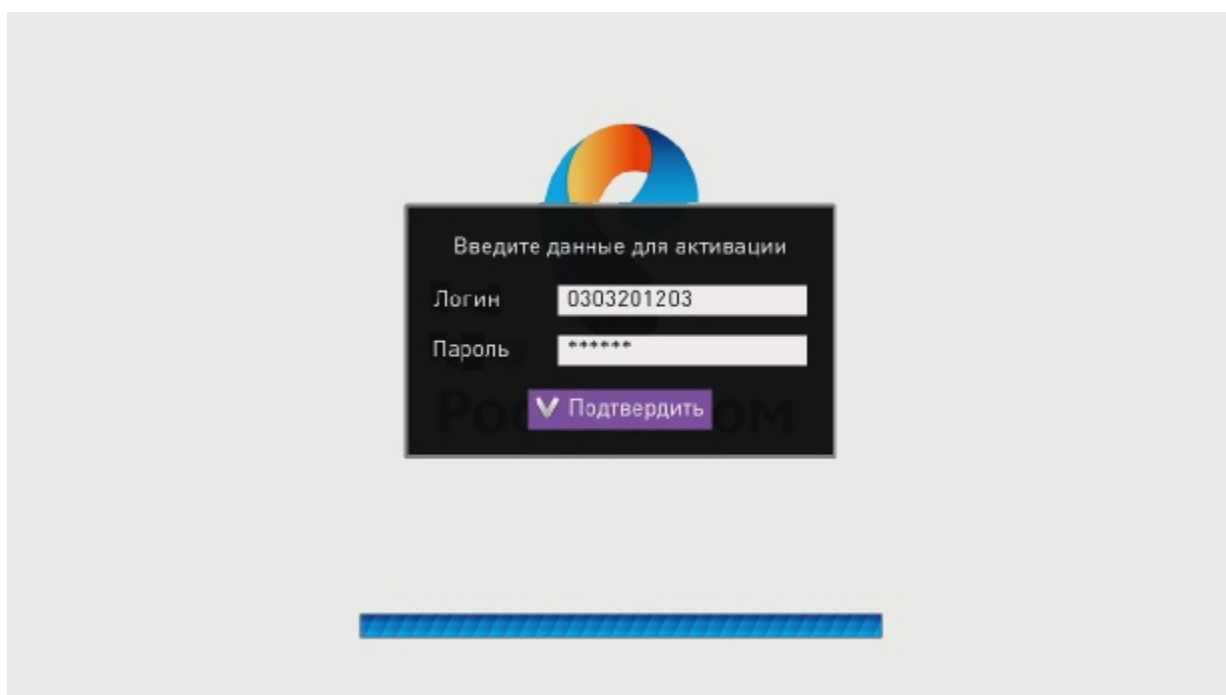 Введите данные для активации
Логин 0303201203
Пароль ******
Подтвердить